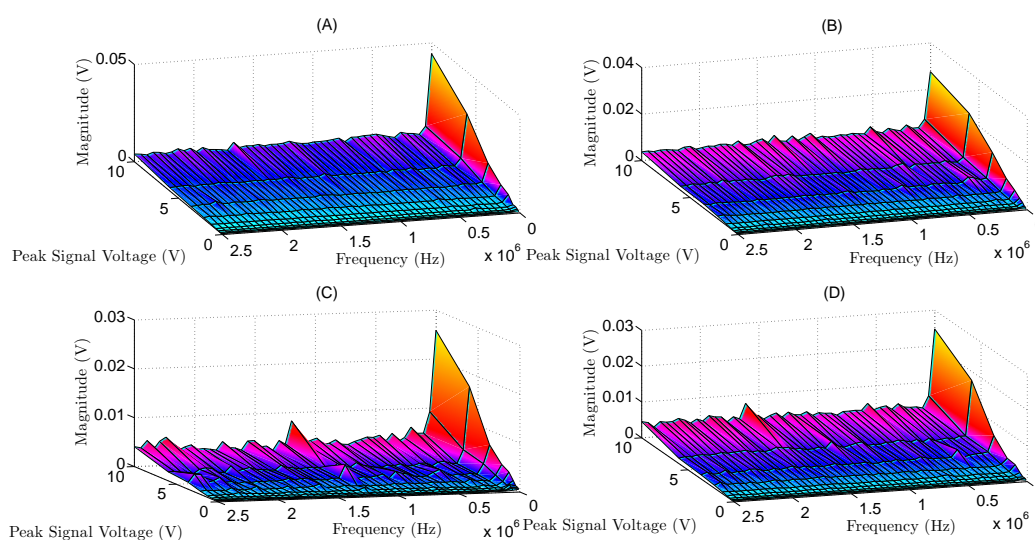 (A)
0.05
Magnitude (V)
0
10
5
0
Peak Signal Voltage (V)
2.5
2
1.5
1
0.5
0
x 10^6
Frequency (Hz)
(B)
0.04
0.02
0
Magnitude (V)
10
5
0
Peak Signal Voltage (V)
2.5
2
1.5
1
0.5
0
x 10^6
Frequency (Hz)
(C)
0.03
0.02
0.01
0
Magnitude (V)
10
5
0
Peak Signal Voltage (V)
2.5
2
1.5
1
0.5
0
x 10^6
Frequency (Hz)
(D)
0.03
0.02
0.01
0
Magnitude (V)
10
5
0
Peak Signal Voltage (V)
2.5
2
1.5
1
0.5
0
x 10^6
Frequency (Hz)